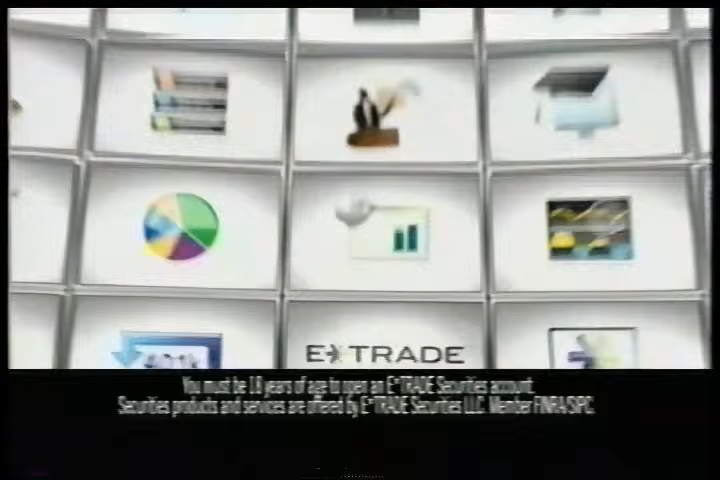 401k
E*TRADE
You must be 18 years of age to open an E*TRADE Securities account.
Securities products and services are offered by E*TRADE Securities LLC. Member FINRA/SIPC.